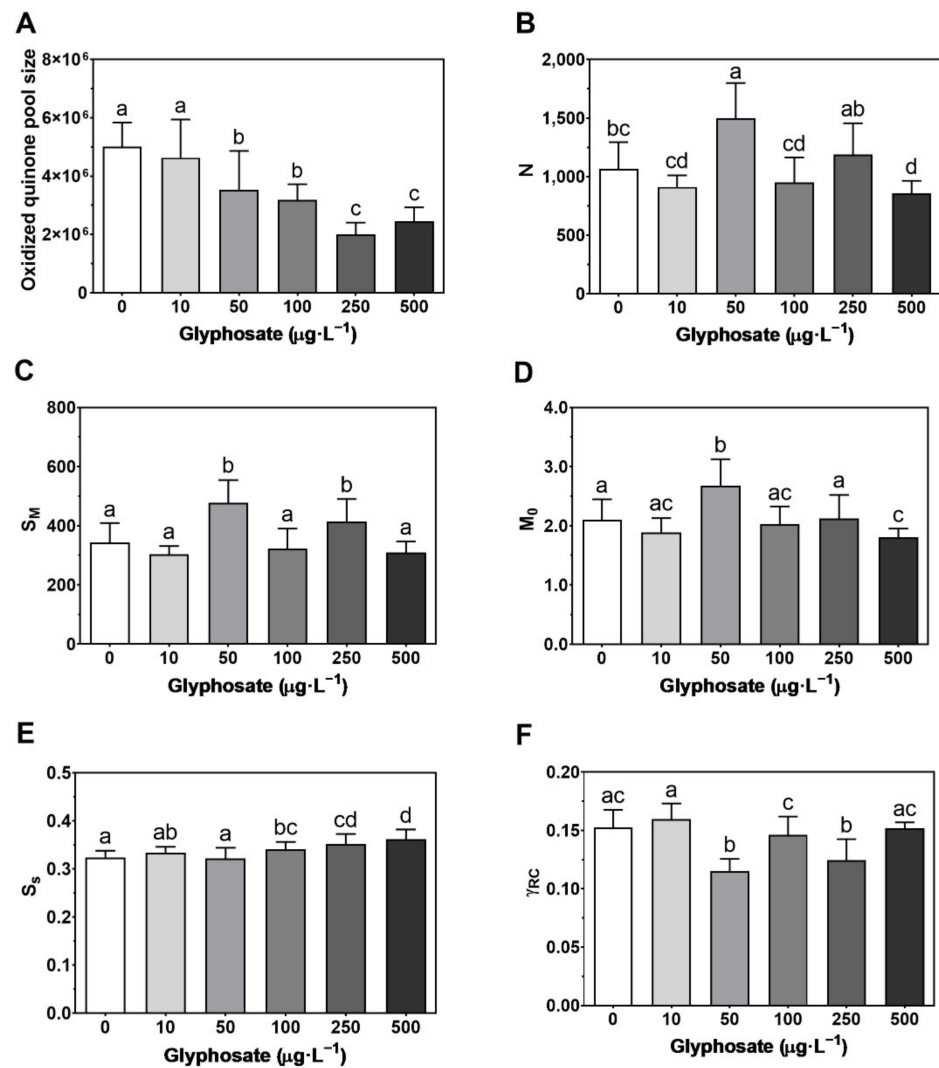 A
Oxidized quinone pool size
8×10⁶
6×10⁶
4×10⁶
2×10⁶
0
a
a
b
b
c
c
0 10 50 100 250 500
Glyphosate (µg·L⁻¹)
B
N
2,000
1,500
1,000
500
0
bc
cd
a
cd
ab
d
0 10 50 100 250 500
Glyphosate (µg·L⁻¹)
C
S_M
800
600
400
200
0
a
a
b
a
b
a
0 10 50 100 250 500
Glyphosate (µg·L⁻¹)
D
M₀
4.0
3.0
2.0
1.0
0.0
a
ac
b
ac
a
c
0 10 50 100 250 500
Glyphosate (µg·L⁻¹)
E
Sₛ
0.5
0.4
0.3
0.2
0.1
0.0
a
ab
a
bc
cd
d
0 10 50 100 250 500
Glyphosate (µg·L⁻¹)
F
γ_RC
0.20
0.15
0.10
0.05
0.00
ac
a
b
c
b
ac
0 10 50 100 250 500
Glyphosate (µg·L⁻¹)